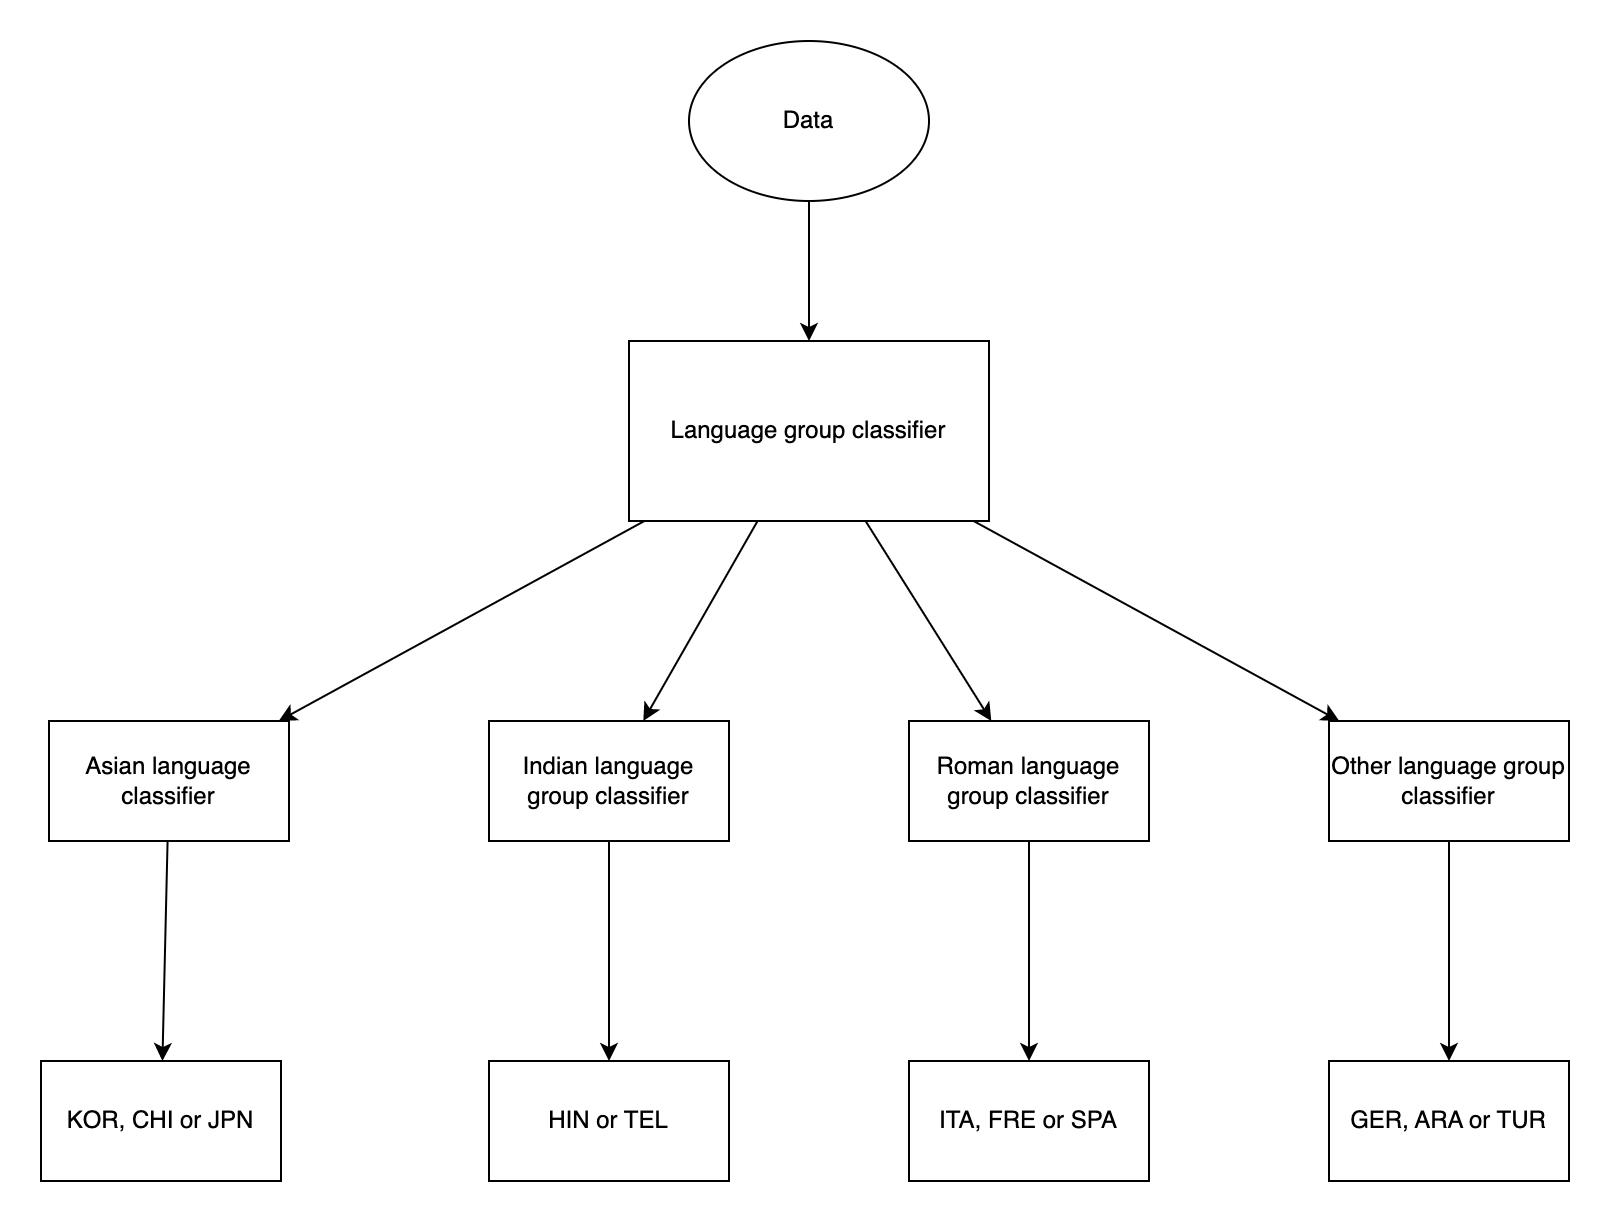 Data
Language group classifier
Asian language
classifier
Indian language
group classifier
Roman language
group classifier
Other language group
classifier
KOR, CHI or JPN
HIN or TEL
ITA, FRE or SPA
GER, ARA or TUR